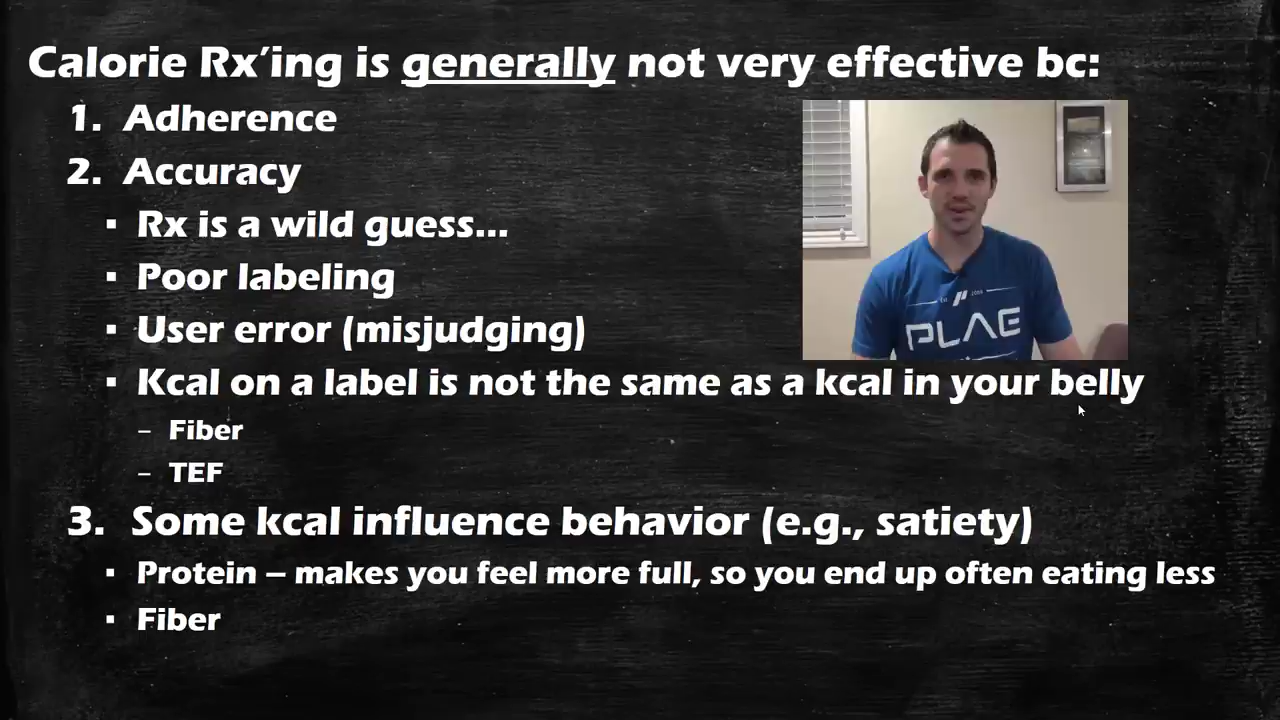 Calorie Rx’ing is generally not very effective bc:
1. Adherence
2. Accuracy
▪ Rx is a wild guess…
▪ Poor labeling
▪ User error (misjudging)
▪ Kcal on a label is not the same as a kcal in your belly
– Fiber
– TEF
3. Some kcal influence behavior (e.g., satiety)
▪ Protein – makes you feel more full, so you end up often eating less
▪ Fiber
PLAE